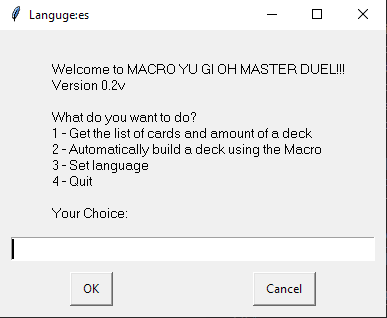 Languge:es
Welcome to MACRO YU GI OH MASTER DUEL!!!
Version 0.2v
What do you want to do?
1 - Get the list of cards and amount of a deck
2 - Automatically build a deck using the Macro
3 - Set language
4 - Quit
Your Choice:
OK
Cancel